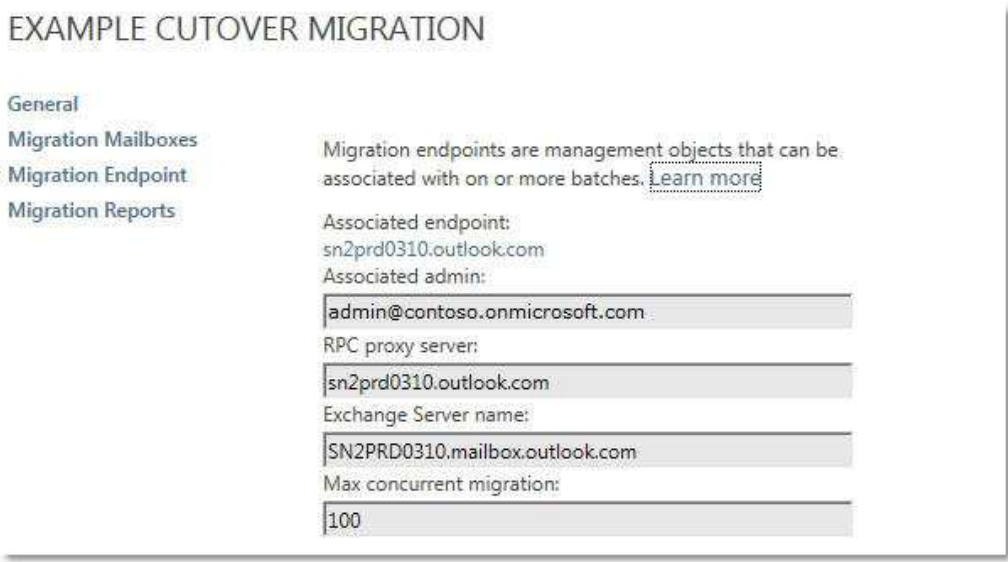 EXAMPLE CUTOVER MIGRATION
General
Migration Mailboxes
Migration Endpoint
Migration Reports
Migration endpoints are management objects that can be
associated with on or more batches. Learn more
Associated endpoint:
sn2prd0310.outlook.com
Associated admin:
admin@contoso.onmicrosoft.com
RPC proxy server:
sn2prd0310.outlook.com
Exchange Server name:
SN2PRD0310.mailbox.outlook.com
Max concurrent migration:
100